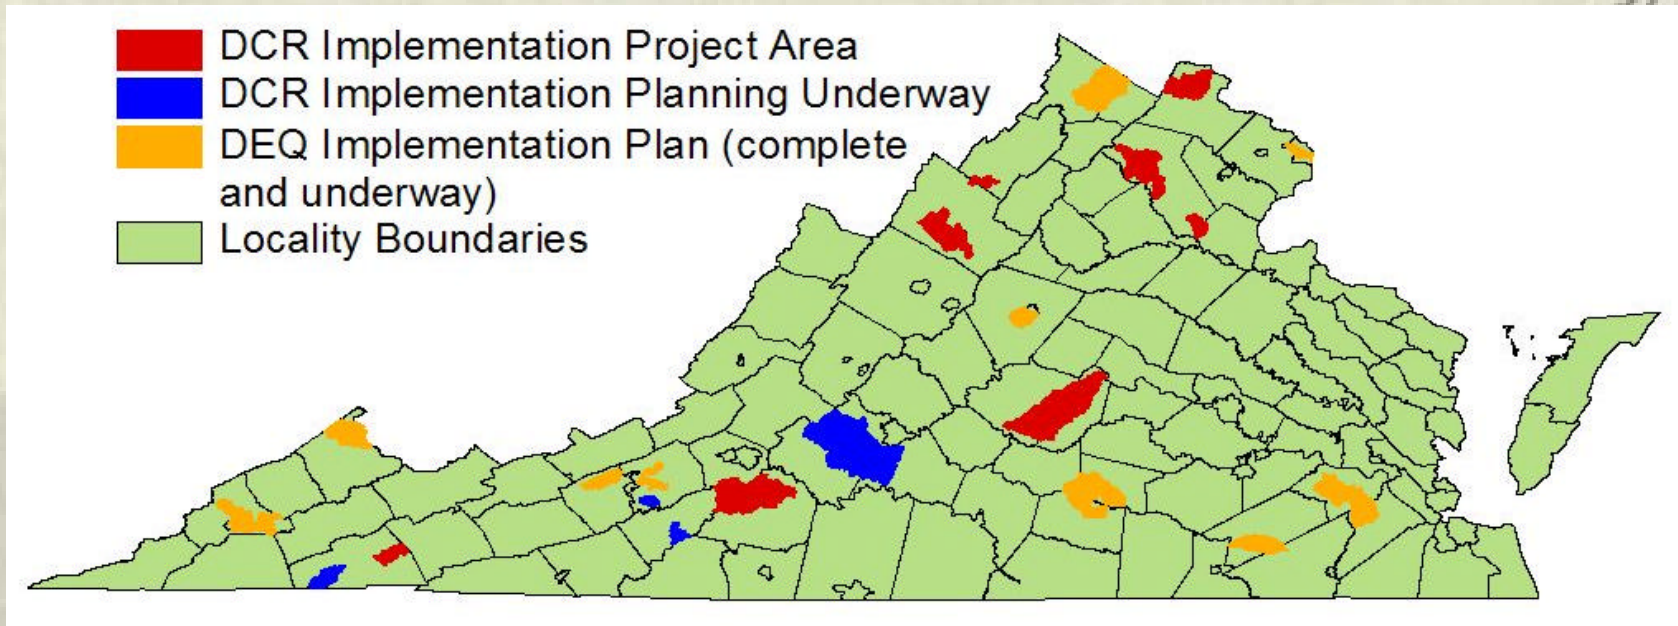 DCR Implementation Project Area
DCR Implementation Planning Underway
DEQ Implementation Plan (complete
and underway)
Locality Boundaries